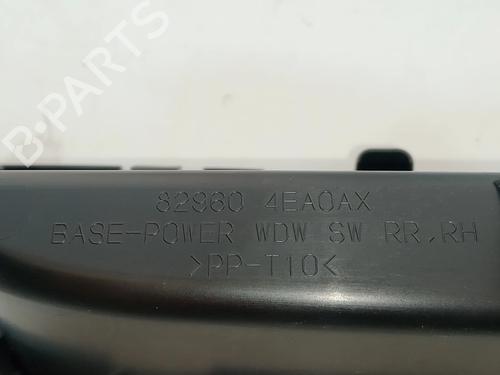 B-PARTS
82960 4EA0AX
BASE-POWER WDW SW RR,RH
>PP-T10<